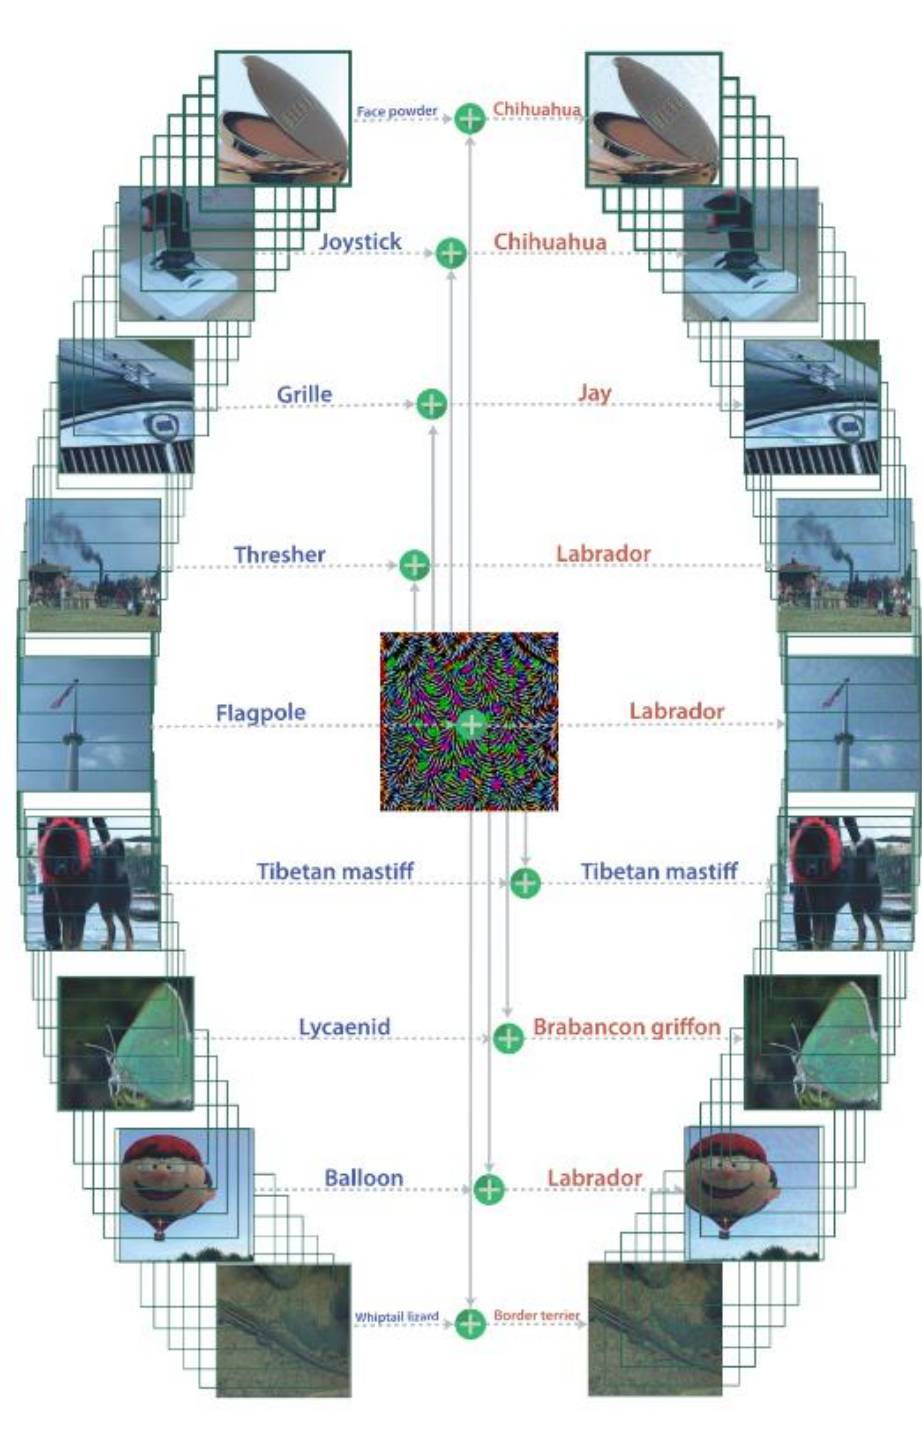 Face powder Chihuahua
Joystick Chihuahua
Grille Jay
Thresher Labrador
Flagpole Labrador
Tibetan mastiff Tibetan mastiff
Lycaenid Brabancon griffon
Balloon Labrador
Whiptail lizard Border terrier